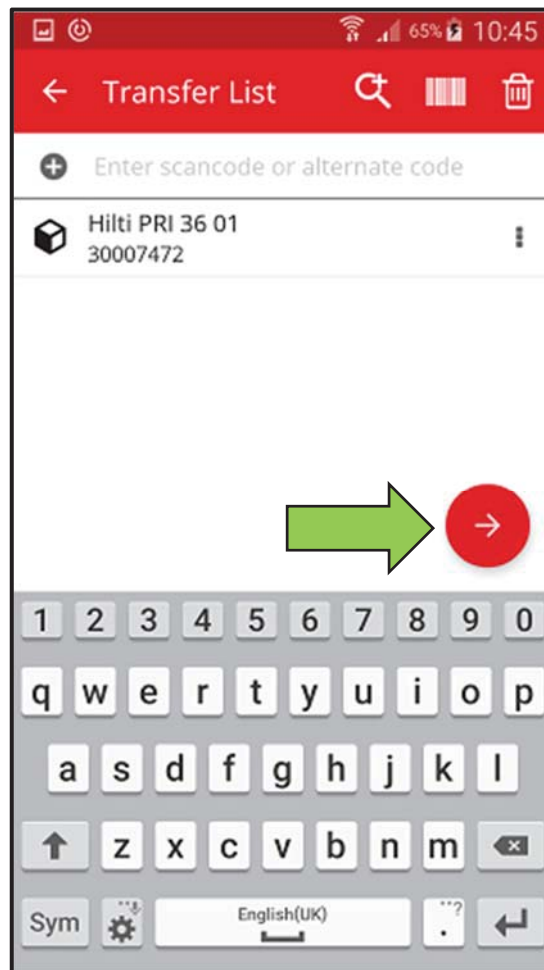 65% 10:45
Transfer List
Enter scancode or alternate code
Hilti PRI 36 01
30007472
1 2 3 4 5 6 7 8 9 0
q w e r t y u i o p
a s d f g h j k l
z x c v b n m
Sym English(UK) . ...?